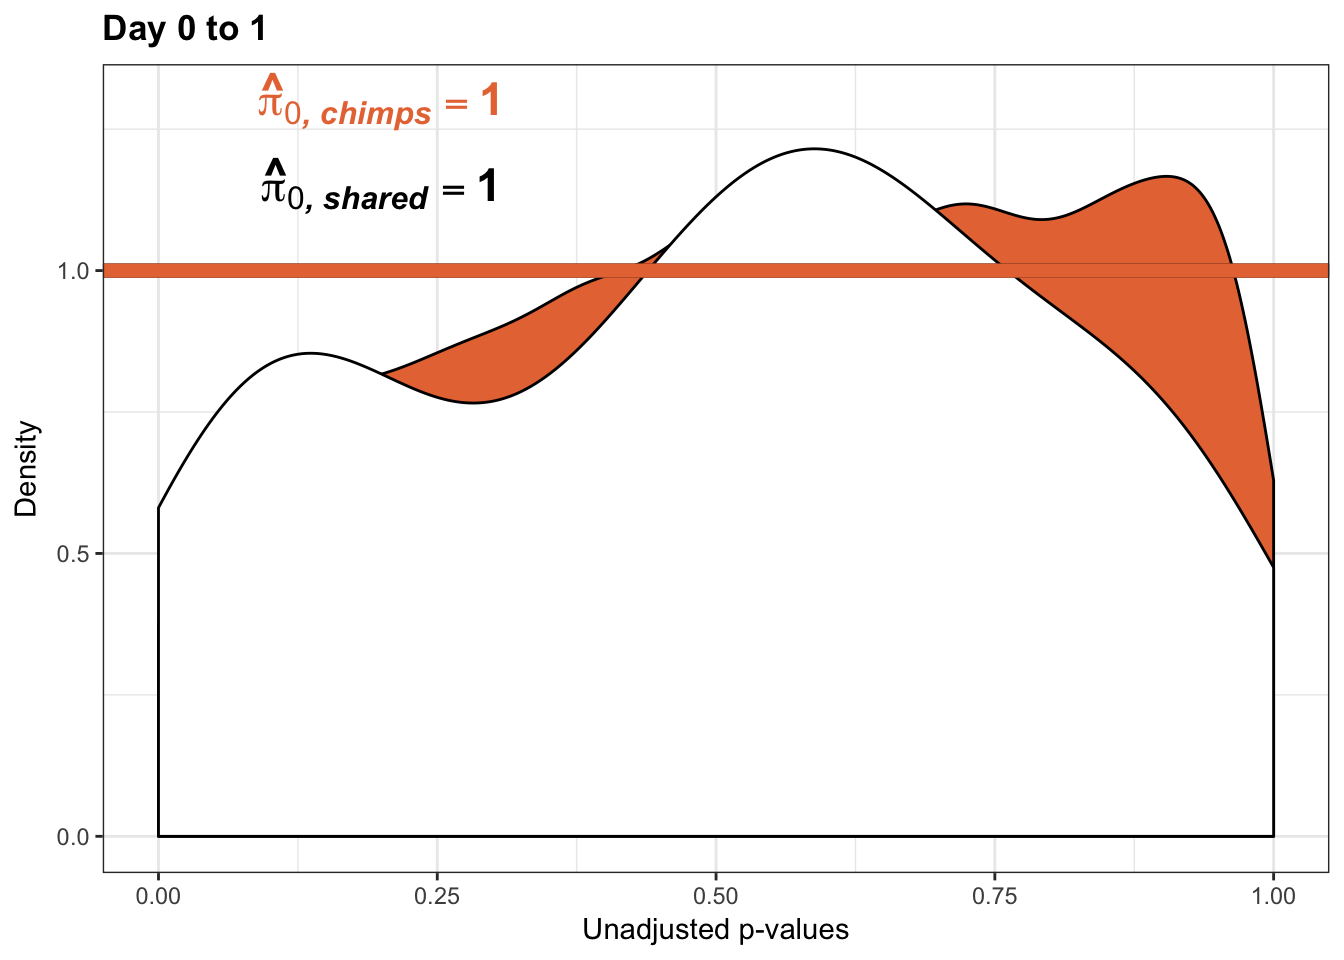 Day 0 to 1
π̂0, chimps = 1
π̂0, shared = 1
Density
1.0
0.5
0.0
0.00 0.25 0.50 0.75 1.00
Unadjusted p-values